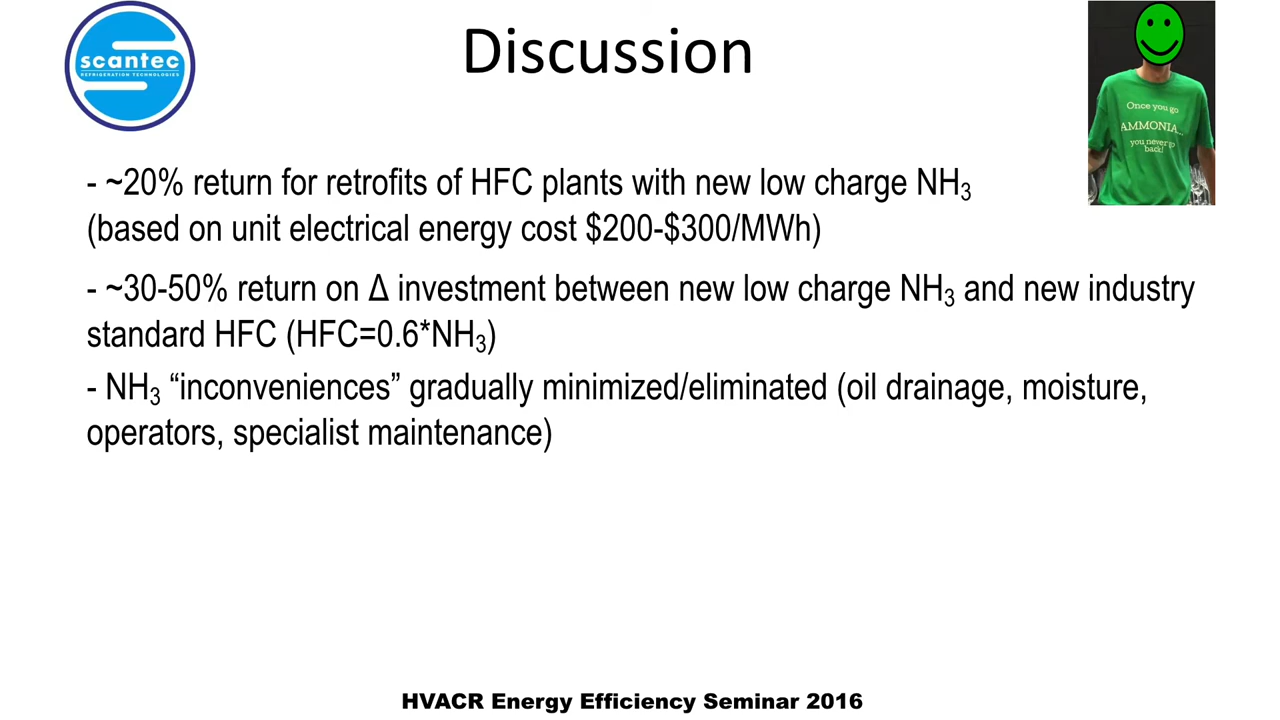 scantec
REFRIGERATION TECHNOLOGIES
Discussion
Once you go
AMMONIA...
you never go
back!
- ~20% return for retrofits of HFC plants with new low charge NH₃
(based on unit electrical energy cost $200-$300/MWh)
- ~30-50% return on Δ investment between new low charge NH₃ and new industry
standard HFC (HFC=0.6*NH₃)
- NH₃ “inconveniences” gradually minimized/eliminated (oil drainage, moisture,
operators, specialist maintenance)
HVACR Energy Efficiency Seminar 2016